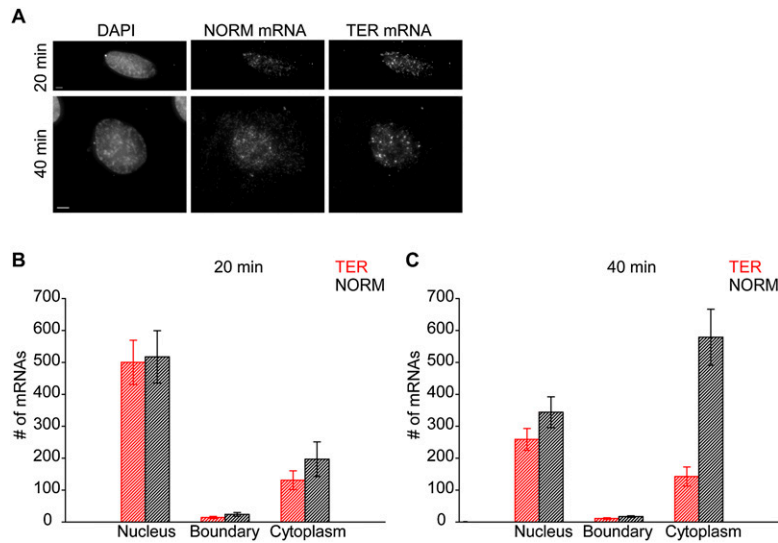 A
DAPI NORM mRNA TER mRNA
20 min
40 min
B 20 min TER
NORM
# of mRNAs
700
600
500
400
300
200
100
0
Nucleus Boundary Cytoplasm
C 40 min TER
NORM
# of mRNAs
700
600
500
400
300
200
100
0
Nucleus Boundary Cytoplasm